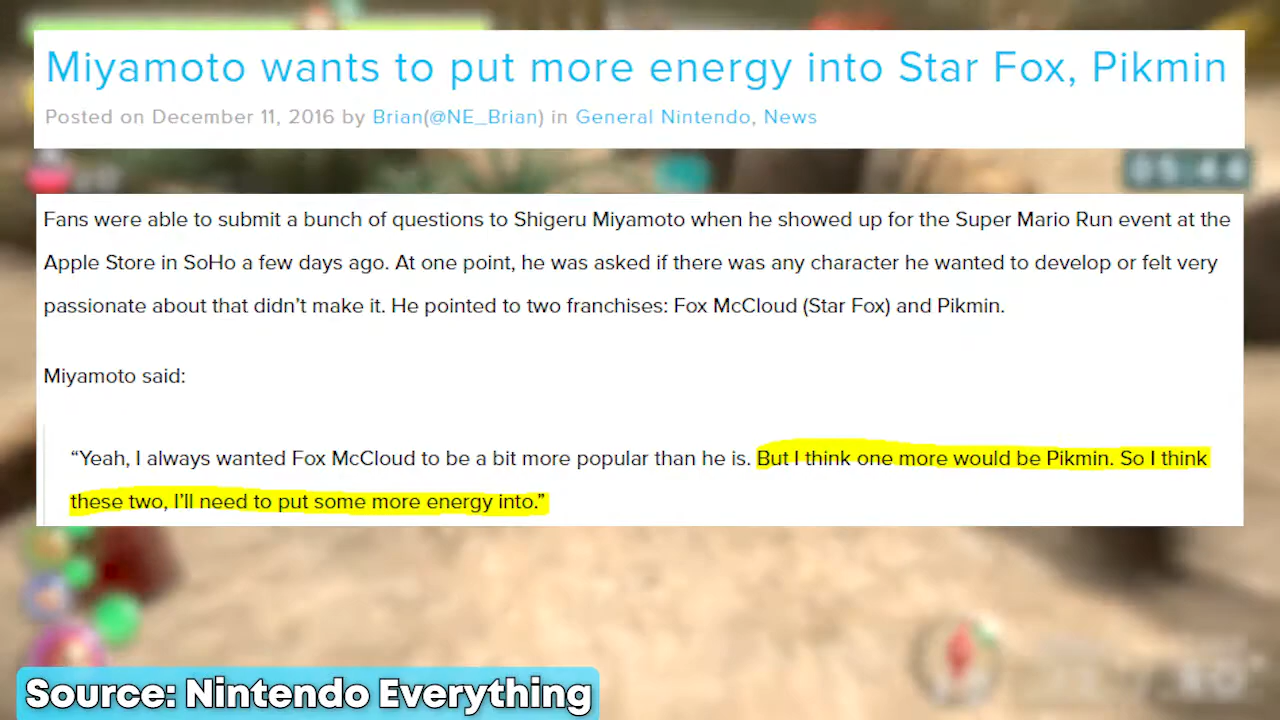 Miyamoto wants to put more energy into Star Fox, Pikmin
Posted on December 11, 2016 by Brian(@NE_Brian) in General Nintendo, News
Fans were able to submit a bunch of questions to Shigeru Miyamoto when he showed up for the Super Mario Run event at the
Apple Store in SoHo a few days ago. At one point, he was asked if there was any character he wanted to develop or felt very
passionate about that didn’t make it. He pointed to two franchises: Fox McCloud (Star Fox) and Pikmin.
Miyamoto said:
“Yeah, I always wanted Fox McCloud to be a bit more popular than he is. But I think one more would be Pikmin. So I think
these two, I’ll need to put some more energy into.”
Source: Nintendo Everything